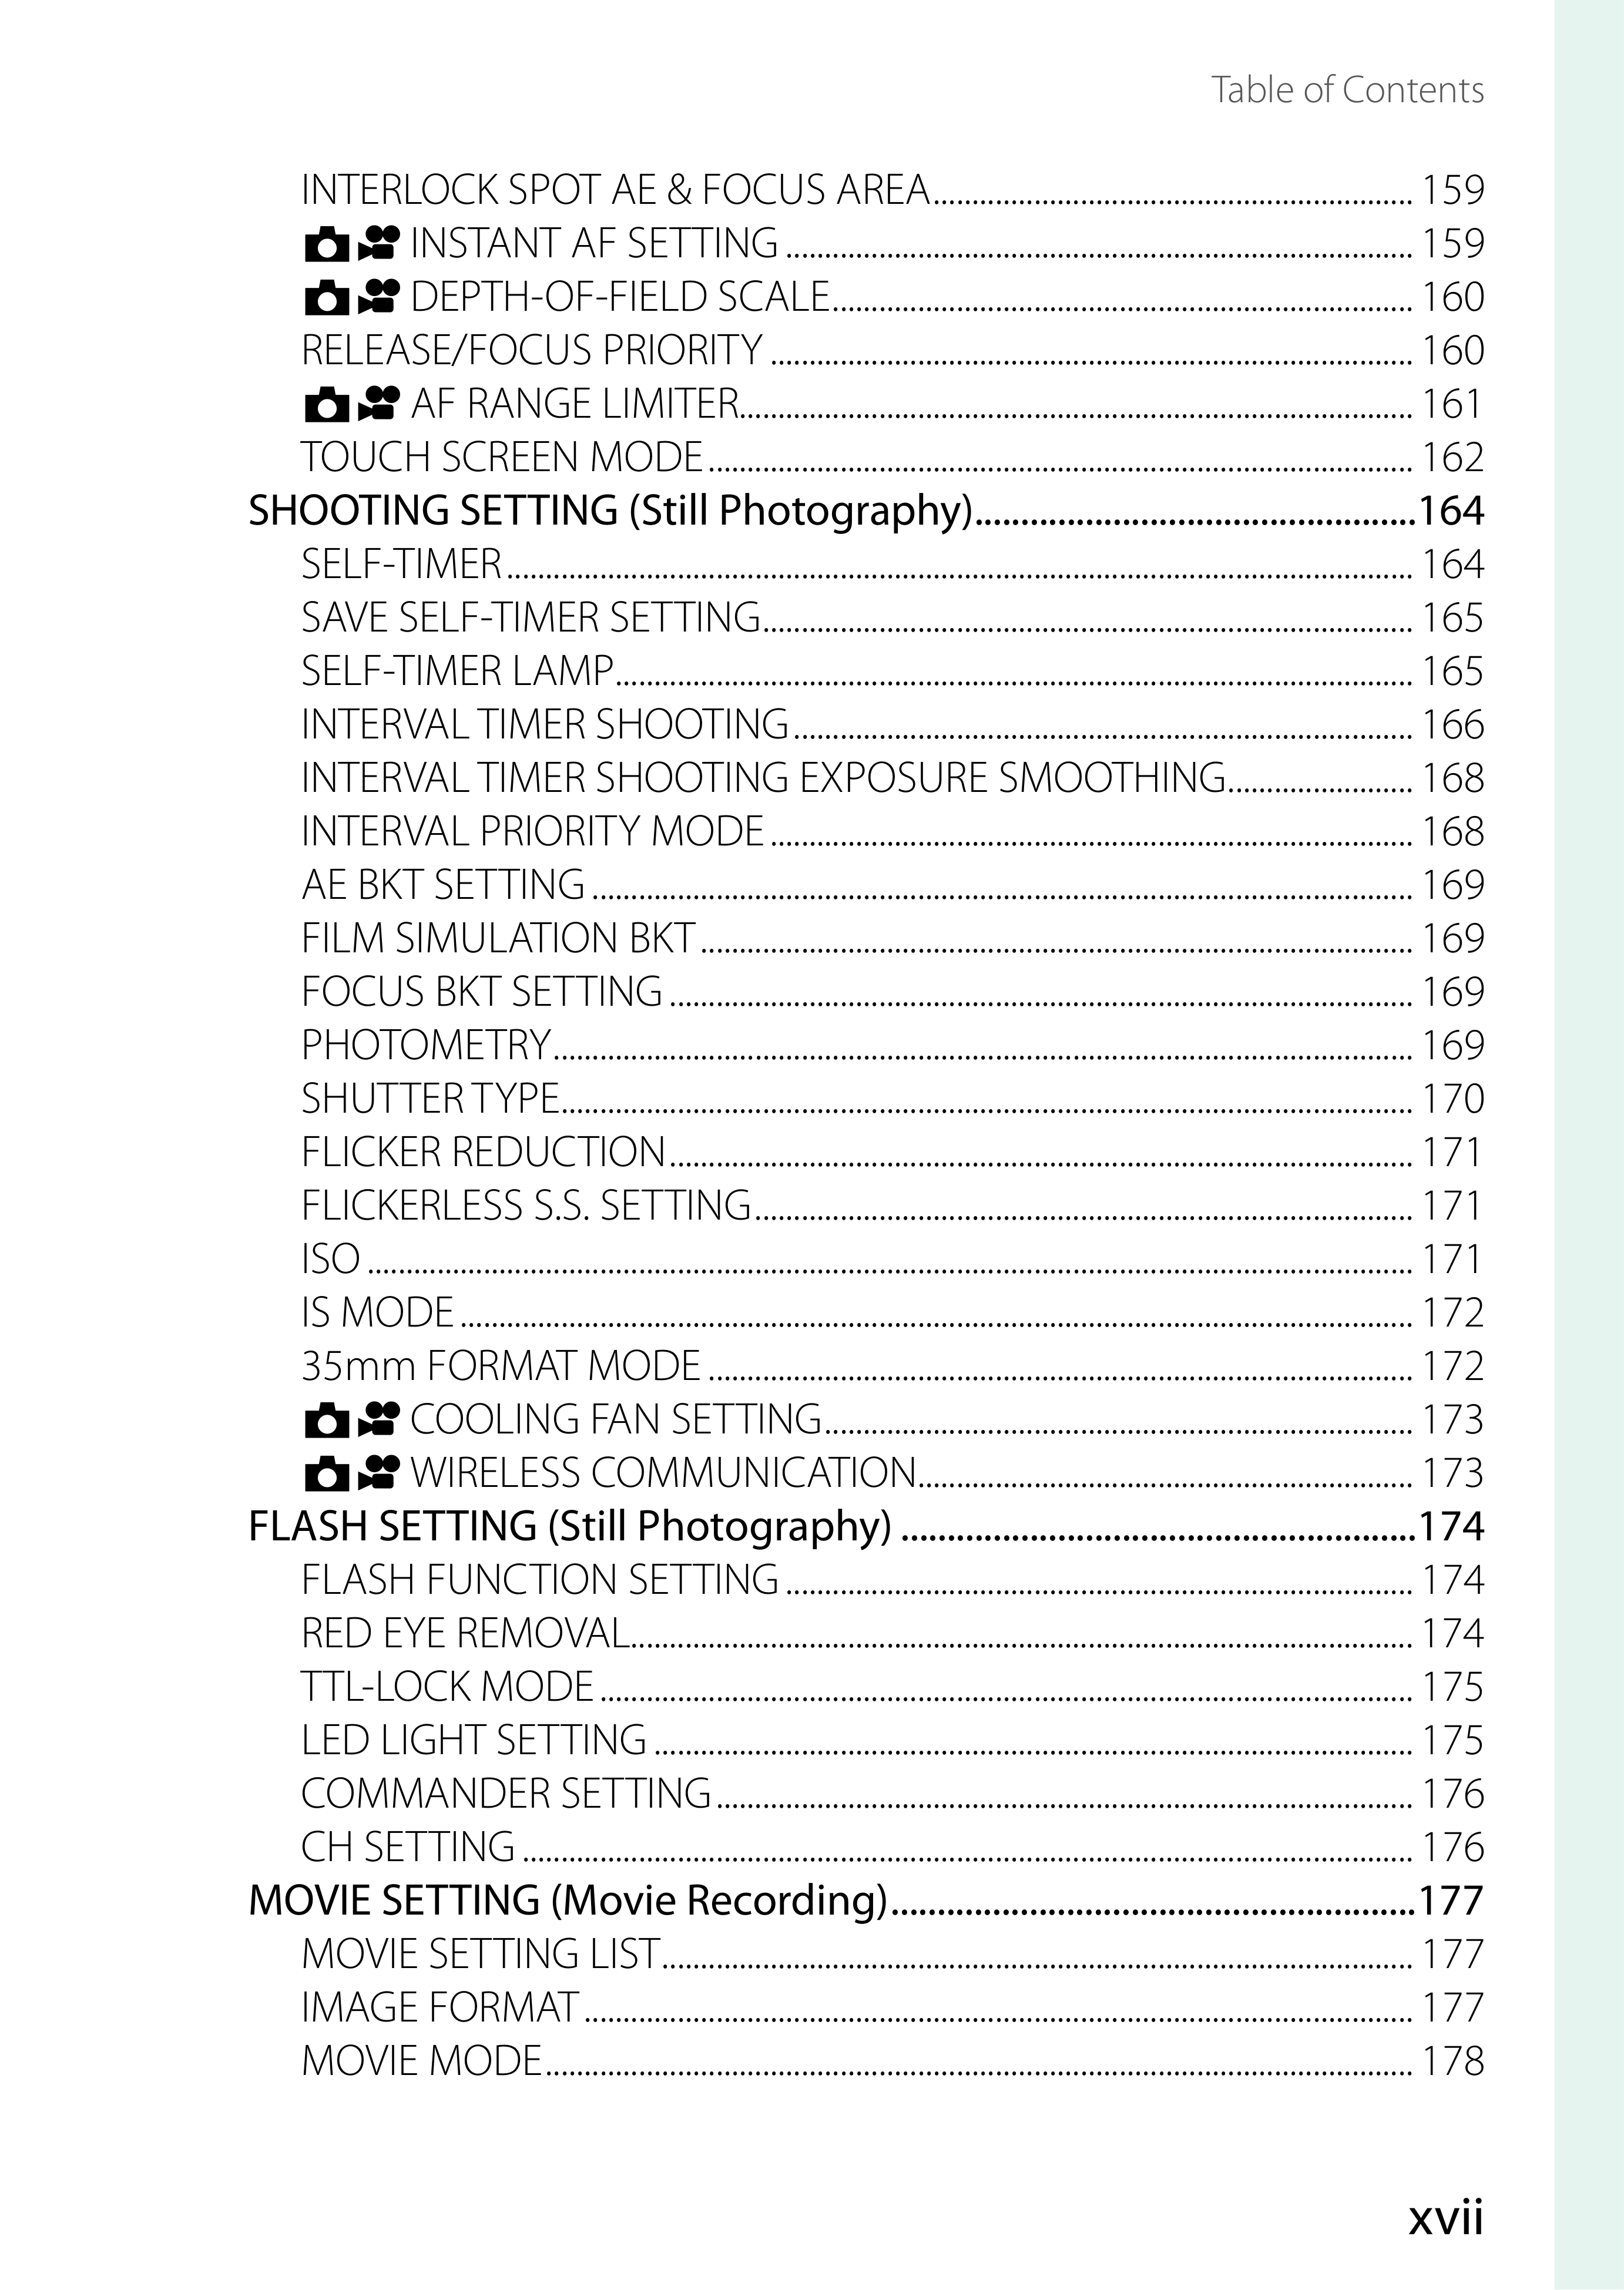 Table of Contents
INTERLOCK SPOT AE & FOCUS AREA.............................................................. 159
INSTANT AF SETTING ................................................................................. 159
DEPTH-OF-FIELD SCALE........................................................................... 160
RELEASE/FOCUS PRIORITY ................................................................................... 160
AF RANGE LIMITER....................................................................................... 161
TOUCH SCREEN MODE........................................................................................... 162
SHOOTING SETTING (Still Photography)................................................164
SELF-TIMER..................................................................................................................... 164
SAVE SELF-TIMER SETTING.................................................................................... 165
SELF-TIMER LAMP....................................................................................................... 165
INTERVAL TIMER SHOOTING................................................................................ 166
INTERVAL TIMER SHOOTING EXPOSURE SMOOTHING........................ 168
INTERVAL PRIORITY MODE................................................................................... 168
AE BKT SETTING .......................................................................................................... 169
FILM SIMULATION BKT............................................................................................ 169
FOCUS BKT SETTING ................................................................................................ 169
PHOTOMETRY............................................................................................................... 169
SHUTTER TYPE.............................................................................................................. 170
FLICKER REDUCTION................................................................................................ 171
FLICKERLESS S.S. SETTING..................................................................................... 171
ISO ....................................................................................................................................... 171
IS MODE ........................................................................................................................... 172
35mm FORMAT MODE ........................................................................................... 172
COOLING FAN SETTING............................................................................ 173
WIRELESS COMMUNICATION................................................................ 173
FLASH SETTING (Still Photography) ........................................................174
FLASH FUNCTION SETTING ................................................................................. 174
RED EYE REMOVAL..................................................................................................... 174
TTL-LOCK MODE ......................................................................................................... 175
LED LIGHT SETTING .................................................................................................. 175
COMMANDER SETTING.......................................................................................... 176
CH SETTING ................................................................................................................... 176
MOVIE SETTING (Movie Recording).........................................................177
MOVIE SETTING LIST................................................................................................. 177
IMAGE FORMAT........................................................................................................... 177
MOVIE MODE................................................................................................................ 178
xvii